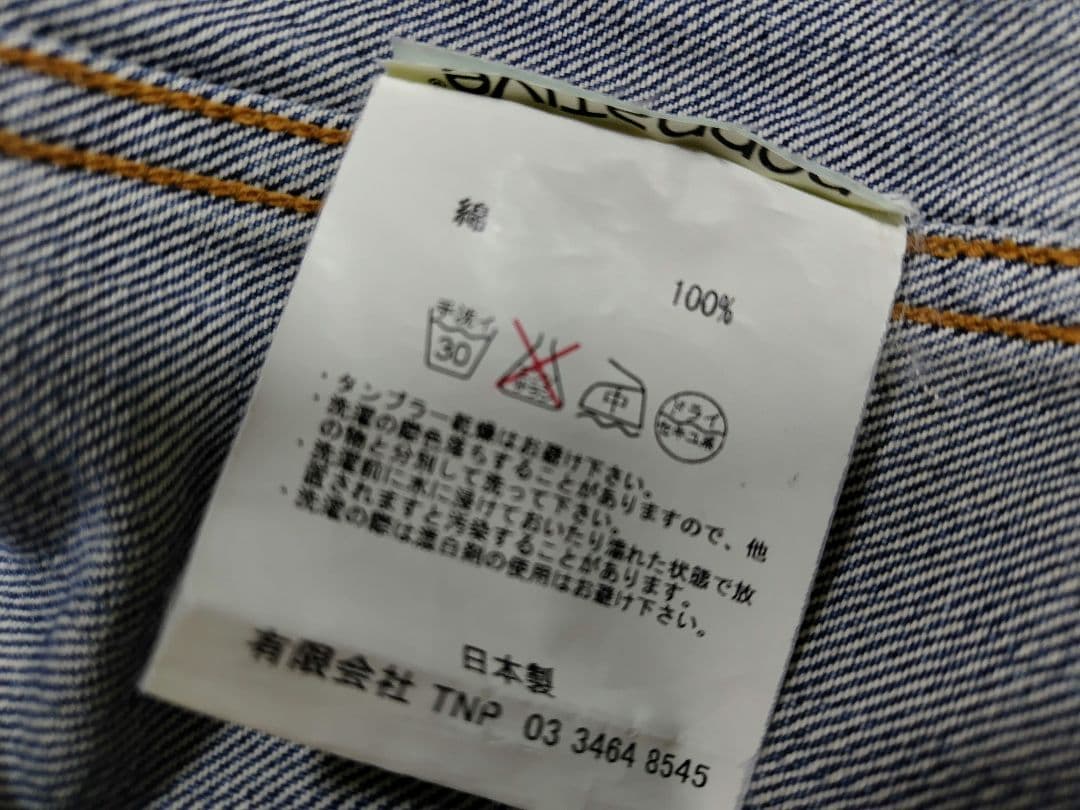 nonnative®
綿
100%
手洗イ
30
中
ドライ
セキユ系
・タンブラー乾燥はお避け下さい。
・洗濯の際色落ちすることがありますので、他
の物と分別して洗って下さい。
・洗濯前に水に浸けておいたり濡れた状態で放
置されますと汚染することがあります。
・洗濯の際は漂白剤の使用はお避け下さい。
日本製
有限会社 TNP 03 3464 8545